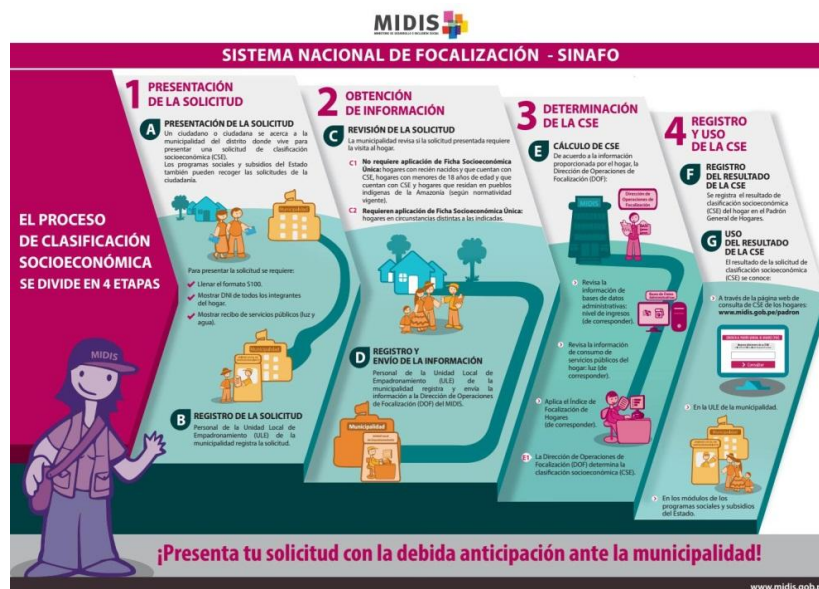 MIDIS
MINISTERIO DE DESARROLLO E INCLUSIÓN SOCIAL
SISTEMA NACIONAL DE FOCALIZACIÓN - SINAFO
EL PROCESO
DE CLASIFICACIÓN
SOCIOECONÓMICA
SE DIVIDE EN 4 ETAPAS
MIDIS
1 PRESENTACIÓN
DE LA SOLICITUD
A PRESENTACIÓN DE LA SOLICITUD
Un ciudadano o ciudadana se acerca a la
municipalidad del distrito donde vive para
presentar una solicitud de clasificación
socioeconómica (CSE).
Los programas sociales y subsidios del Estado
también pueden recoger las solicitudes de la
ciudadanía.
Municipalidad
Para presentar la solicitud se requiere:
Llenar el formato S100.
Mostrar DNI de todos los integrantes
del hogar.
Mostrar recibo de servicios públicos (luz y
agua).
B REGISTRO DE LA SOLICITUD
Personal de la Unidad Local de
Empadronamiento (ULE) de la
municipalidad registra la solicitud.
2 OBTENCIÓN
DE INFORMACIÓN
C REVISIÓN DE LA SOLICITUD
La municipalidad revisa si la solicitud presentada requiere
la visita al hogar.
C1 No requiere aplicación de Ficha Socioeconómica
Única: hogares con recién nacidos y que cuentan con
CSE, hogares con menores de 18 años de edad y que
cuentan con CSE y hogares que residan en pueblos
indígenas de la Amazonía (según normatividad
vigente).
C2 Requieren aplicación de Ficha Socioeconómica Única:
hogares en circunstancias distintas a las indicadas.
D REGISTRO Y
ENVÍO DE LA INFORMACIÓN
Personal de la Unidad Local de
Empadronamiento (ULE) de la
municipalidad registra y envía la
información a la Dirección de Operaciones
de Focalización (DOF) del MIDIS.
Municipalidad
3 DETERMINACIÓN
DE LA CSE
E CÁLCULO DE CSE
De acuerdo a la información
proporcionada por el hogar, la
Dirección de Operaciones de
Focalización (DOF):
MIDIS
Dirección de
Operaciones de
Focalización
Revisa la
información de
bases de datos
administrativas:
nivel de ingresos
(de corresponder).
Revisa la información
de consumo de
servicios públicos del
hogar: luz (de
corresponder).
Aplica el Índice de
Focalización de
Hogares
(de corresponder).
E1 La Dirección de Operaciones de
Focalización (DOF) determina la
clasificación socioeconómica (CSE).
4 REGISTRO
Y USO
DE LA CSE
F REGISTRO
DEL RESULTADO
DE LA CSE
Se registra el resultado de
clasificación socioeconómica
(CSE) del hogar en el Padrón
General de Hogares.
G USO
DEL RESULTADO
DE LA CSE
El resultado de la solicitud de
clasificación socioeconómica
(CSE) se conoce:
A través de la página web de
consulta de CSE de los hogares:
www.midis.gob.pe/padron
Consultar
En la ULE de la municipalidad.
En los módulos de los
programas sociales y subsidios
del Estado.
¡Presenta tu solicitud con la debida anticipación ante la municipalidad!
www.midis.gob.p